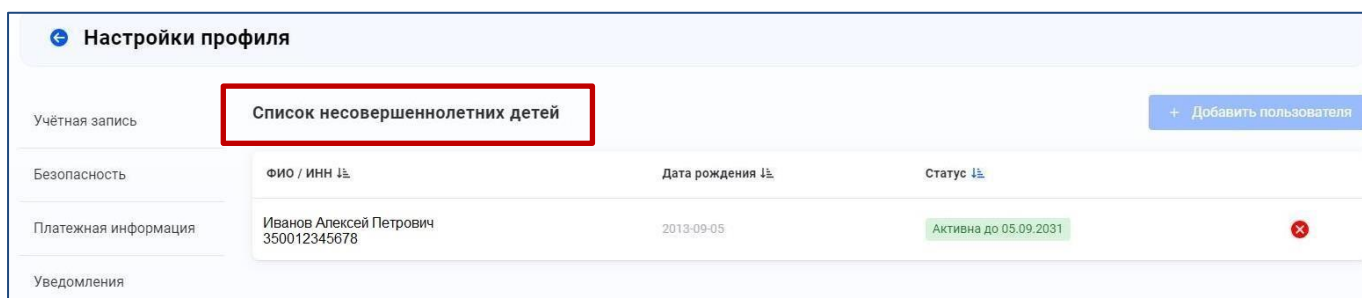 Настройки профиля
Учётная запись
Список несовершеннолетних детей
+ Добавить пользователя
Безопасность
ФИО / ИНН
Дата рождения
Статус
Платежная информация
Иванов Алексей Петрович
350012345678
2013-09-05
Активна до 05.09.2031
Уведомления